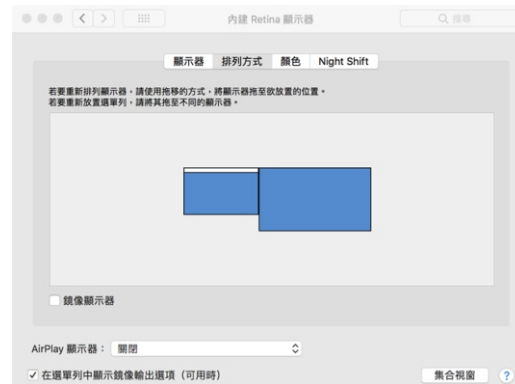 內建 Retina 顯示器
搜尋
顯示器 排列方式 顏色 Night Shift
若要重新排列顯示器，請使用拖移的方式，將顯示器拖至欲放置的位置。
若要重新放置選單列，請將其拖至不同的顯示器。
鏡像顯示器
AirPlay 顯示器： 關閉
在選單列中顯示鏡像輸出選項（可用時）
集合視窗 ?